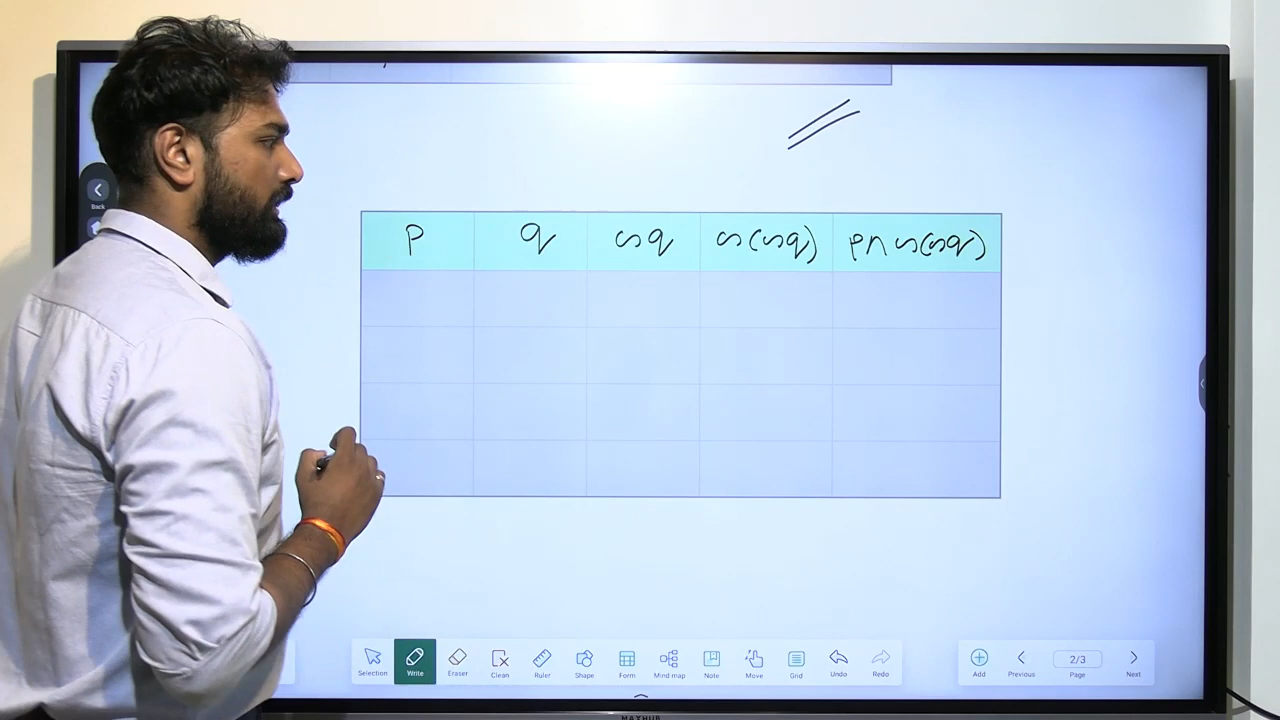 p q ~q ~(~q) p∧~(~q)
Back
Selection Write Eraser Clean Ruler Shape Form Mind map Note Move Grid Undo Redo Add Previous 2/3 Page Next
MAXHUB